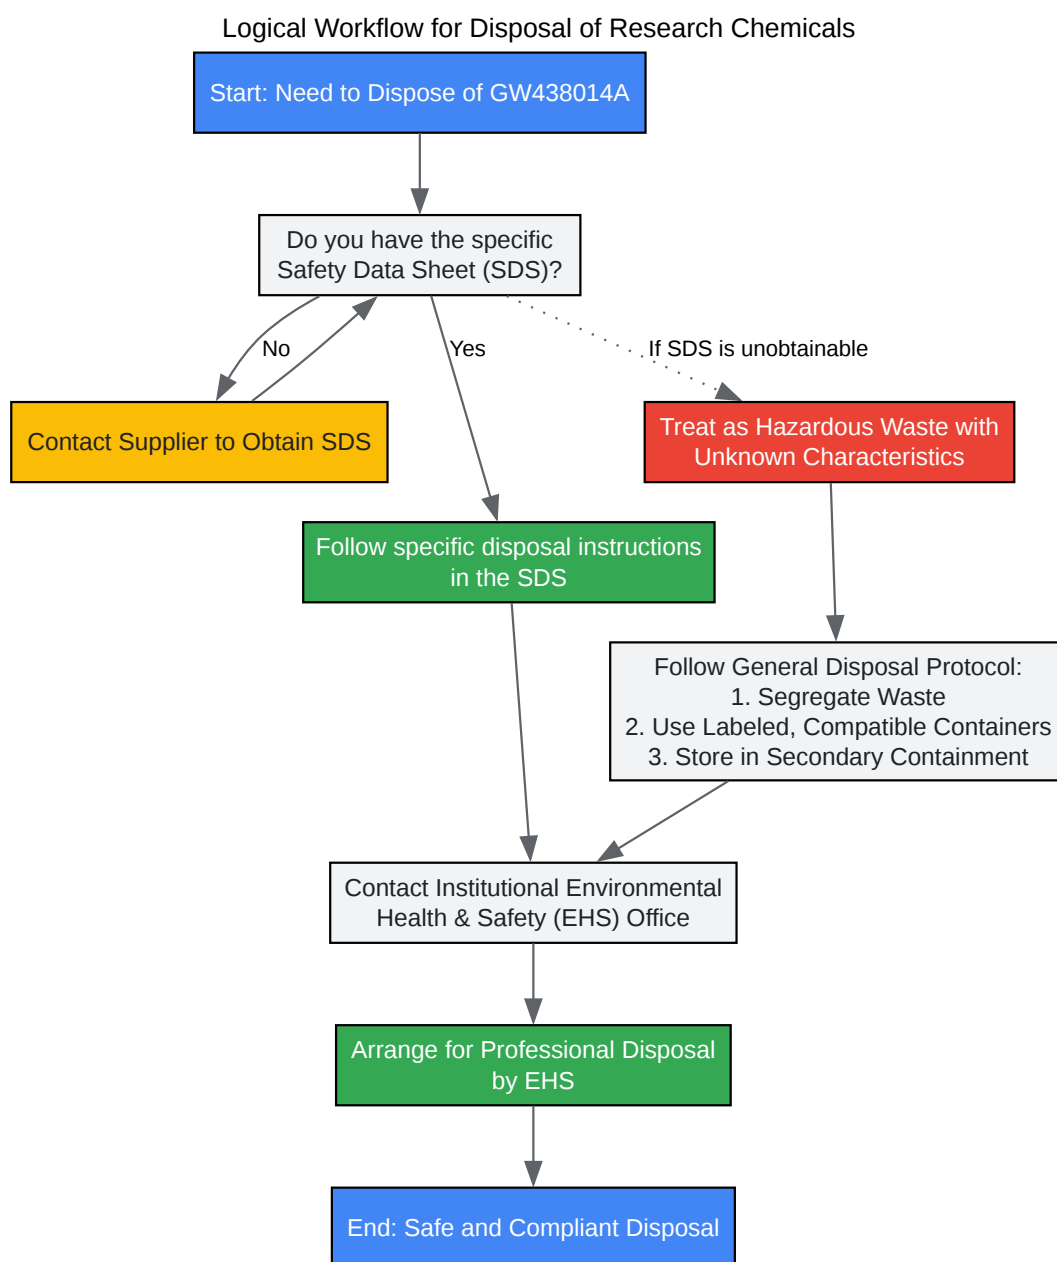 Logical Workflow for Disposal of Research Chemicals
Start: Need to Dispose of GW438014A
Do you have the specific
Safety Data Sheet (SDS)?
No
Yes
If SDS is unobtainable
Contact Supplier to Obtain SDS
Treat as Hazardous Waste with
Unknown Characteristics
Follow specific disposal instructions
in the SDS
Follow General Disposal Protocol:
1. Segregate Waste
2. Use Labeled, Compatible Containers
3. Store in Secondary Containment
Contact Institutional Environmental
Health & Safety (EHS) Office
Arrange for Professional Disposal
by EHS
End: Safe and Compliant Disposal